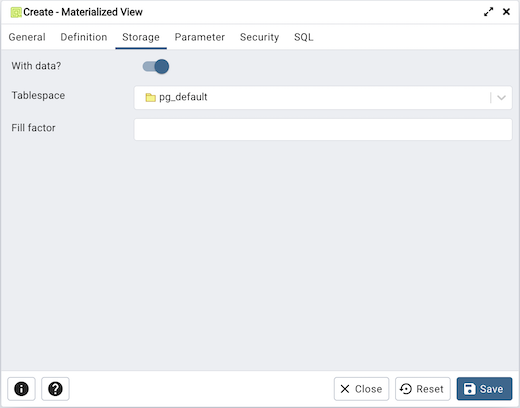 Create - Materialized View
General Definition Storage Parameter Security SQL
With data?
Tablespace pg_default
Fill factor
Close Reset Save